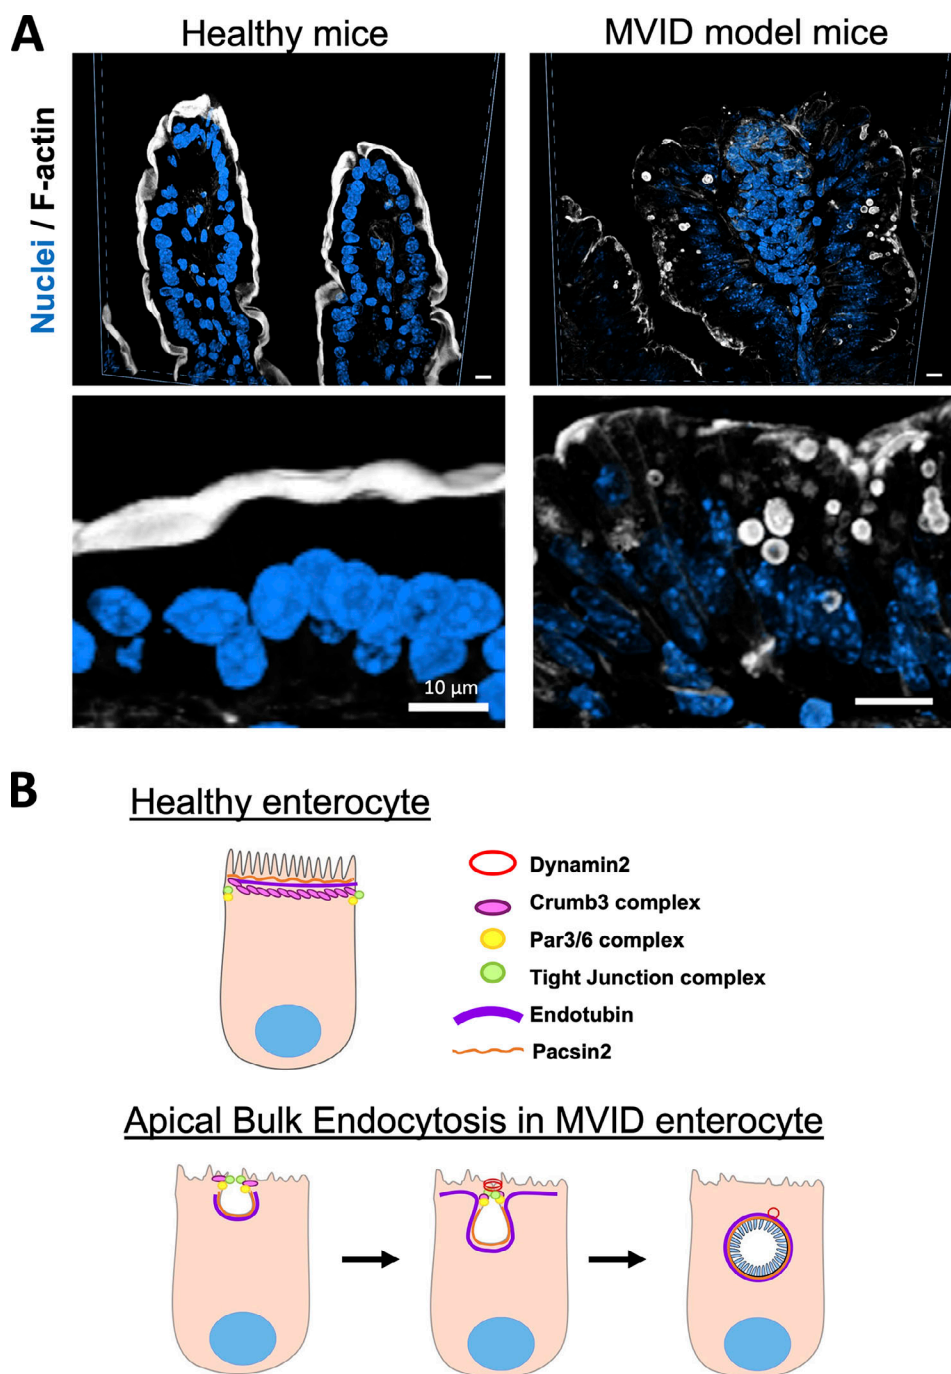 A
Healthy mice
MVID model mice
Nuclei / F-actin
10 µm
B
Healthy enterocyte
Dynamin2
Crumb3 complex
Par3/6 complex
Tight Junction complex
Endotubin
Pacsin2
Apical Bulk Endocytosis in MVID enterocyte